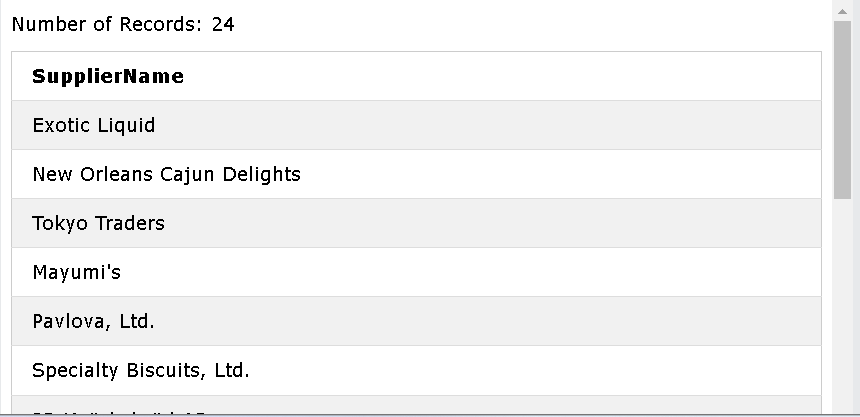 Number of Records: 24
SupplierName
Exotic Liquid
New Orleans Cajun Delights
Tokyo Traders
Mayumi's
Pavlova, Ltd.
Specialty Biscuits, Ltd.